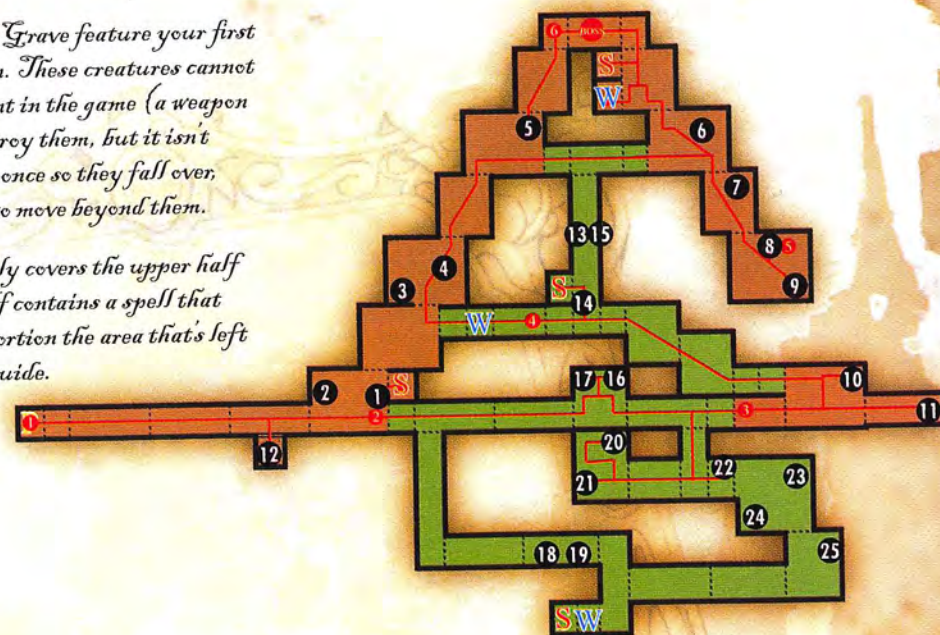 Grave feature your first
n. These creatures cannot
nt in the game (a weapon
roy them, but it isn't
once so they fall over,
o move beyond them.
ly covers the upper half
ff contains a spell that
ortion the area that's left
uide.
6 BOSS
S
W
5
6
7
13 15
8 5
3
4
9
S
14
W
4
2
1
S
17 16
10
1
2
3
11
12
20
21
22
23
24
18 19
25
S W